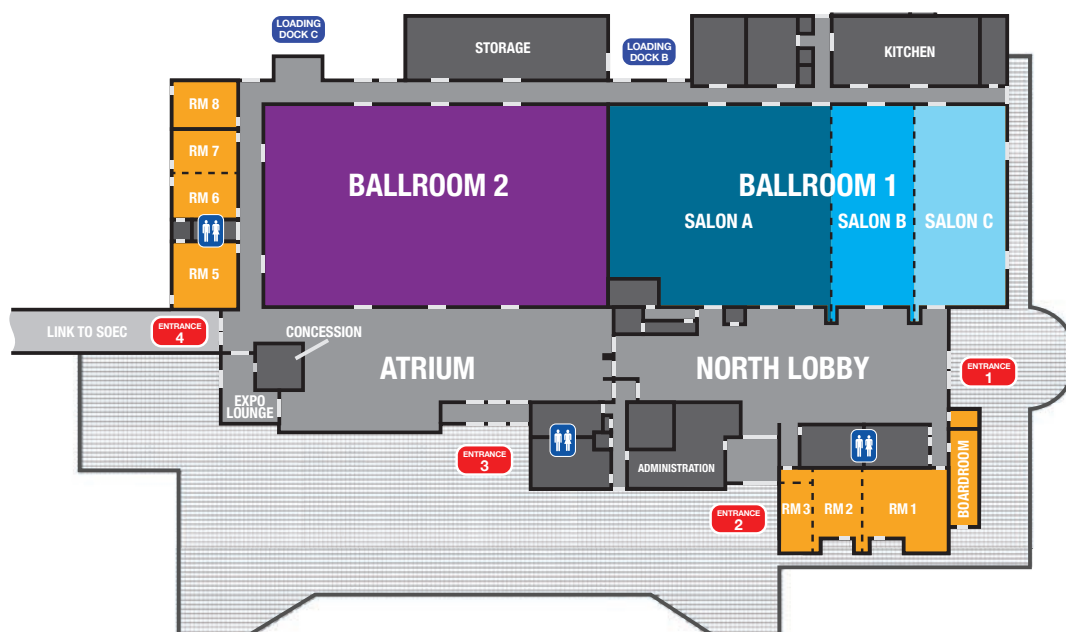 LOADING
DOCK C
STORAGE
LOADING
DOCK B
KITCHEN
RM 8
RM 7
RM 6
RM 5
BALLROOM 2
BALLROOM 1
SALON A
SALON B
SALON C
LINK TO SOEC
ENTRANCE
4
CONCESSION
ATRIUM
NORTH LOBBY
ENTRANCE
1
EXPO
LOUNGE
ENTRANCE
3
ADMINISTRATION
ENTRANCE
2
RM 3
RM 2
RM 1
BOARDROOM